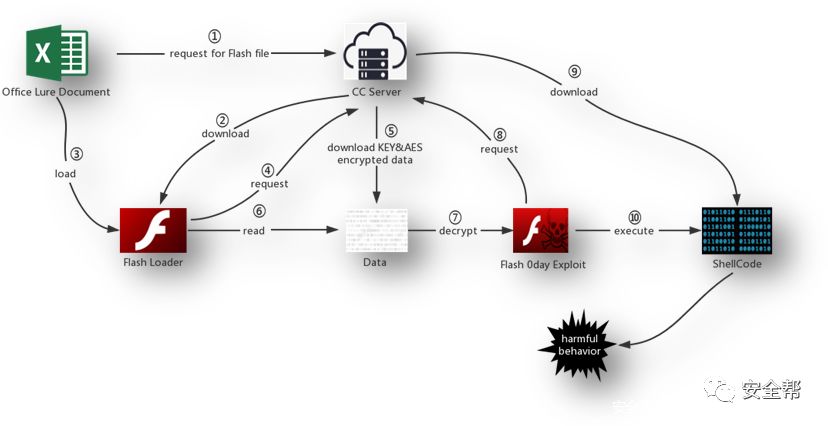 ①
request for Flash file
X
Office Lure Document
CC Server
⑨
download
②
download
③
load
④
request
⑤
download KEY&AES
encrypted data
⑧
request
⑥
read
⑦
decrypt
⑩
execute
Flash Loader
Data
Flash 0day Exploit
ShellCode
harmful
behavior
安全帮